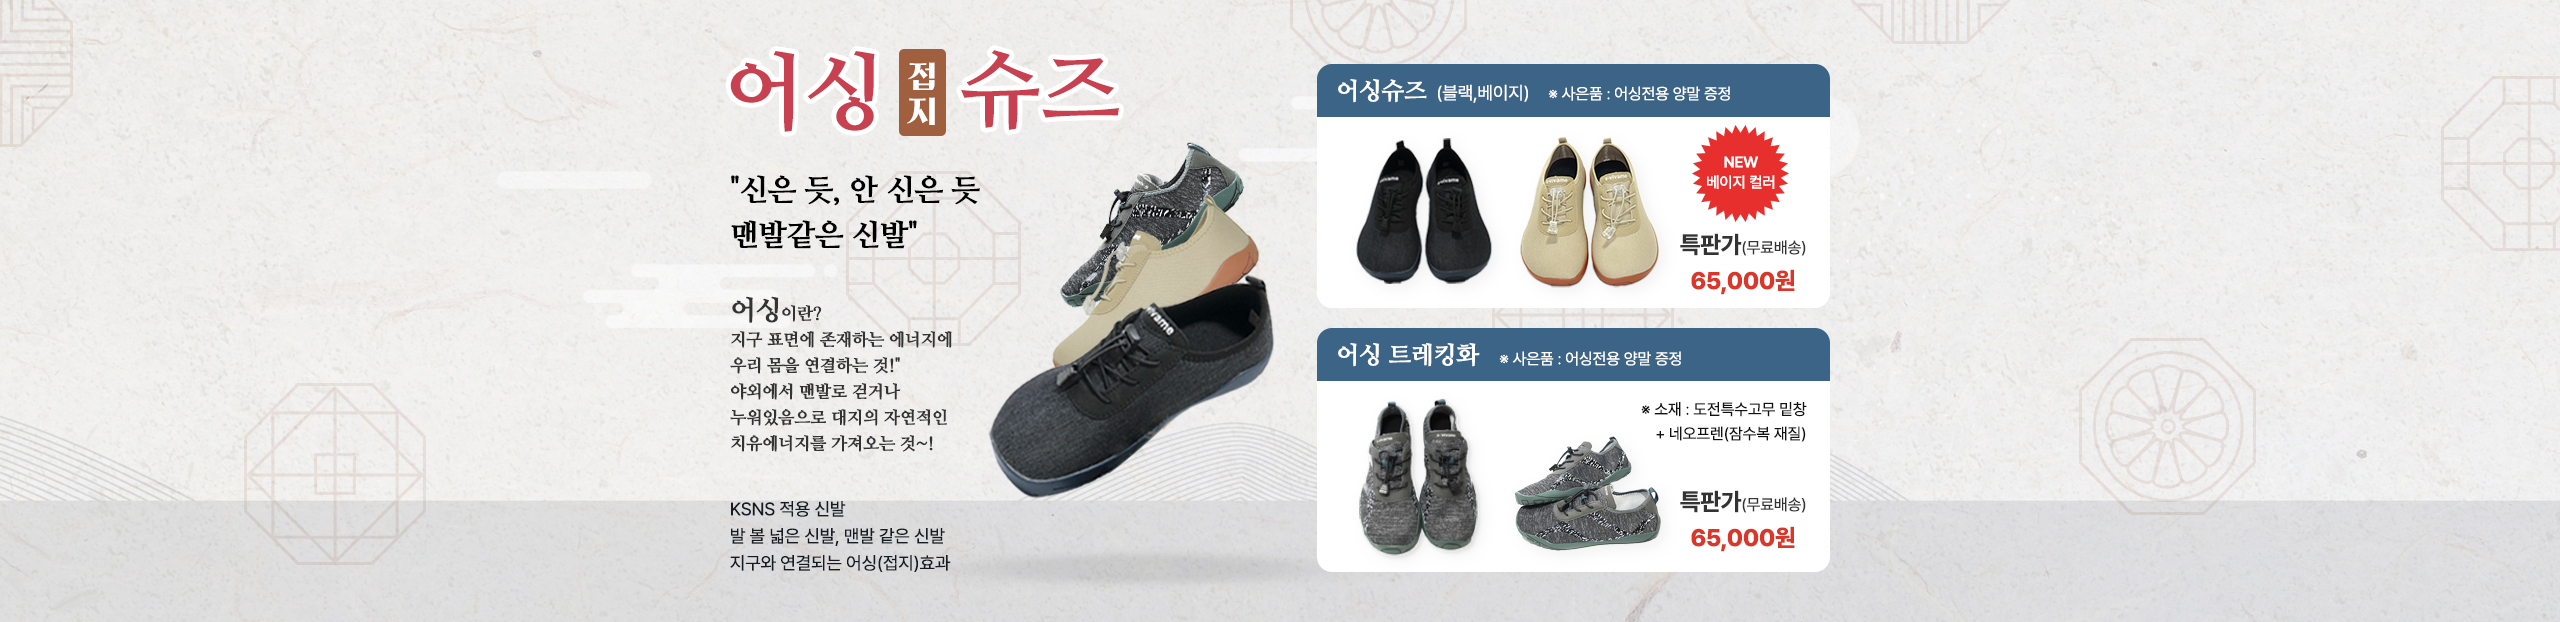 어싱 접지 슈즈
"신은 듯, 안 신은 듯
맨발같은 신발"
어싱이란?
지구 표면에 존재하는 에너지에
우리 몸을 연결하는 것!"
야외에서 맨발로 걷거나
누워있음으로 대지의 자연적인
치유에너지를 가져오는 것~!
KSNS 적용 신발
발 볼 넓은 신발, 맨발 같은 신발
지구와 연결되는 어싱(접지)효과
어싱슈즈 (블랙,베이지) ※ 사은품 : 어싱전용 양말 증정
NEW
베이지 컬러
특판가(무료배송)
65,000원
어싱 트레킹화 ※ 사은품 : 어싱전용 양말 증정
※ 소재 : 도전특수고무 밑창
+ 네오프렌(잠수복 재질)
특판가(무료배송)
65,000원